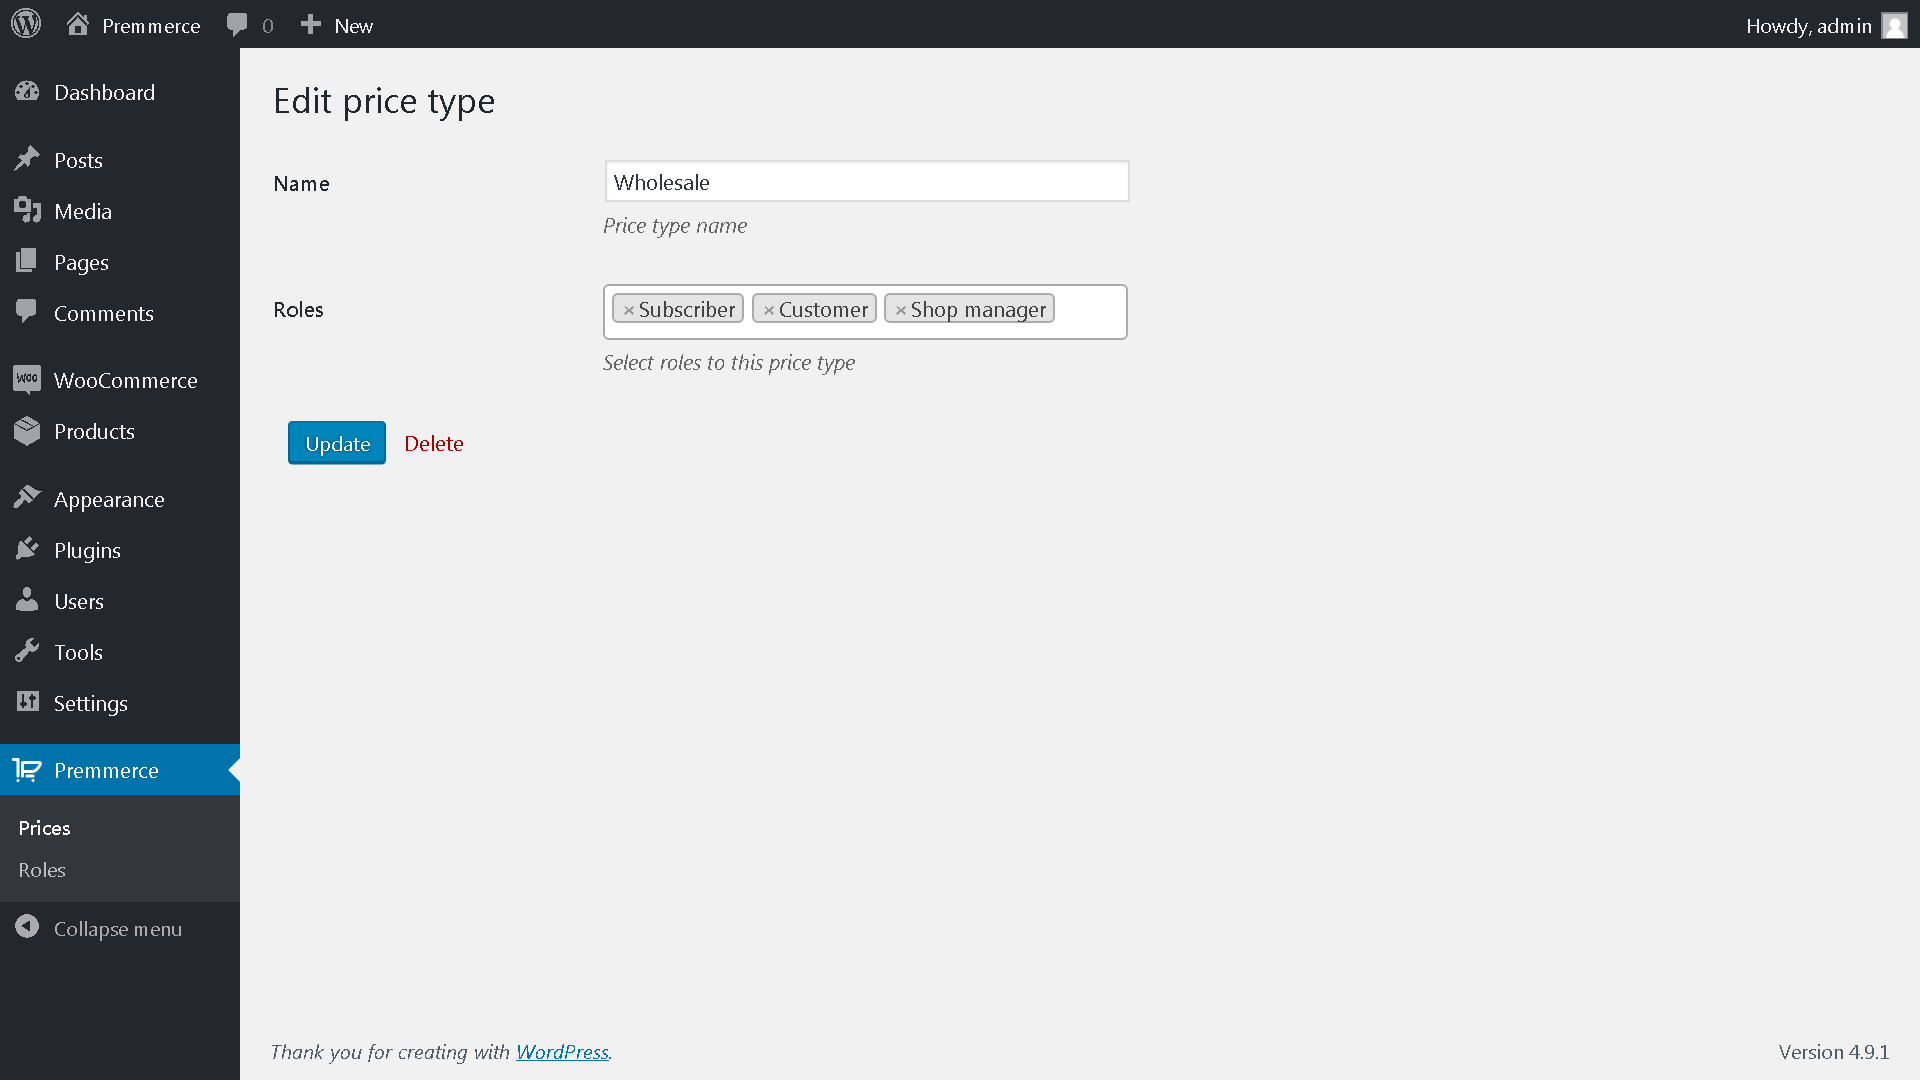 Premmerce 0 New Howdy, admin
Dashboard
Posts
Media
Pages
Comments
WooCommerce
Products
Appearance
Plugins
Users
Tools
Settings
Premmerce
Prices
Roles
Collapse menu
Edit price type
Name Wholesale
Price type name
Roles × Subscriber × Customer × Shop manager
Select roles to this price type
Update Delete
Thank you for creating with WordPress. Version 4.9.1